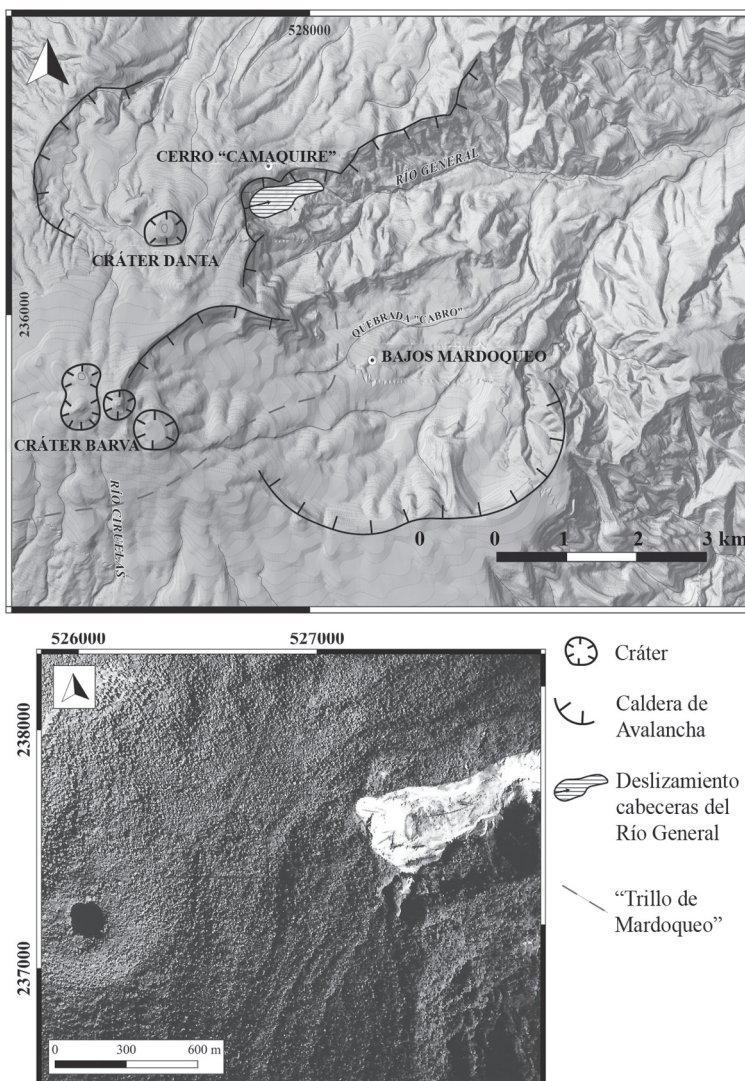 528000
CERRO “CAMAQUIRE”
RÍO GENERAL
CRÁTER DANTA
236000
QUEBRADA “CABRO”
BAJOS MARDOQUEO
CRÁTER BARVA
RÍO CIRUELAS
0 0 1 2 3 km
526000 527000
238000
237000
0 300 600 m
Cráter
Caldera de
Avalancha
Deslizamiento
cabeceras del
Río General
“Trillo de
Mardoqueo”